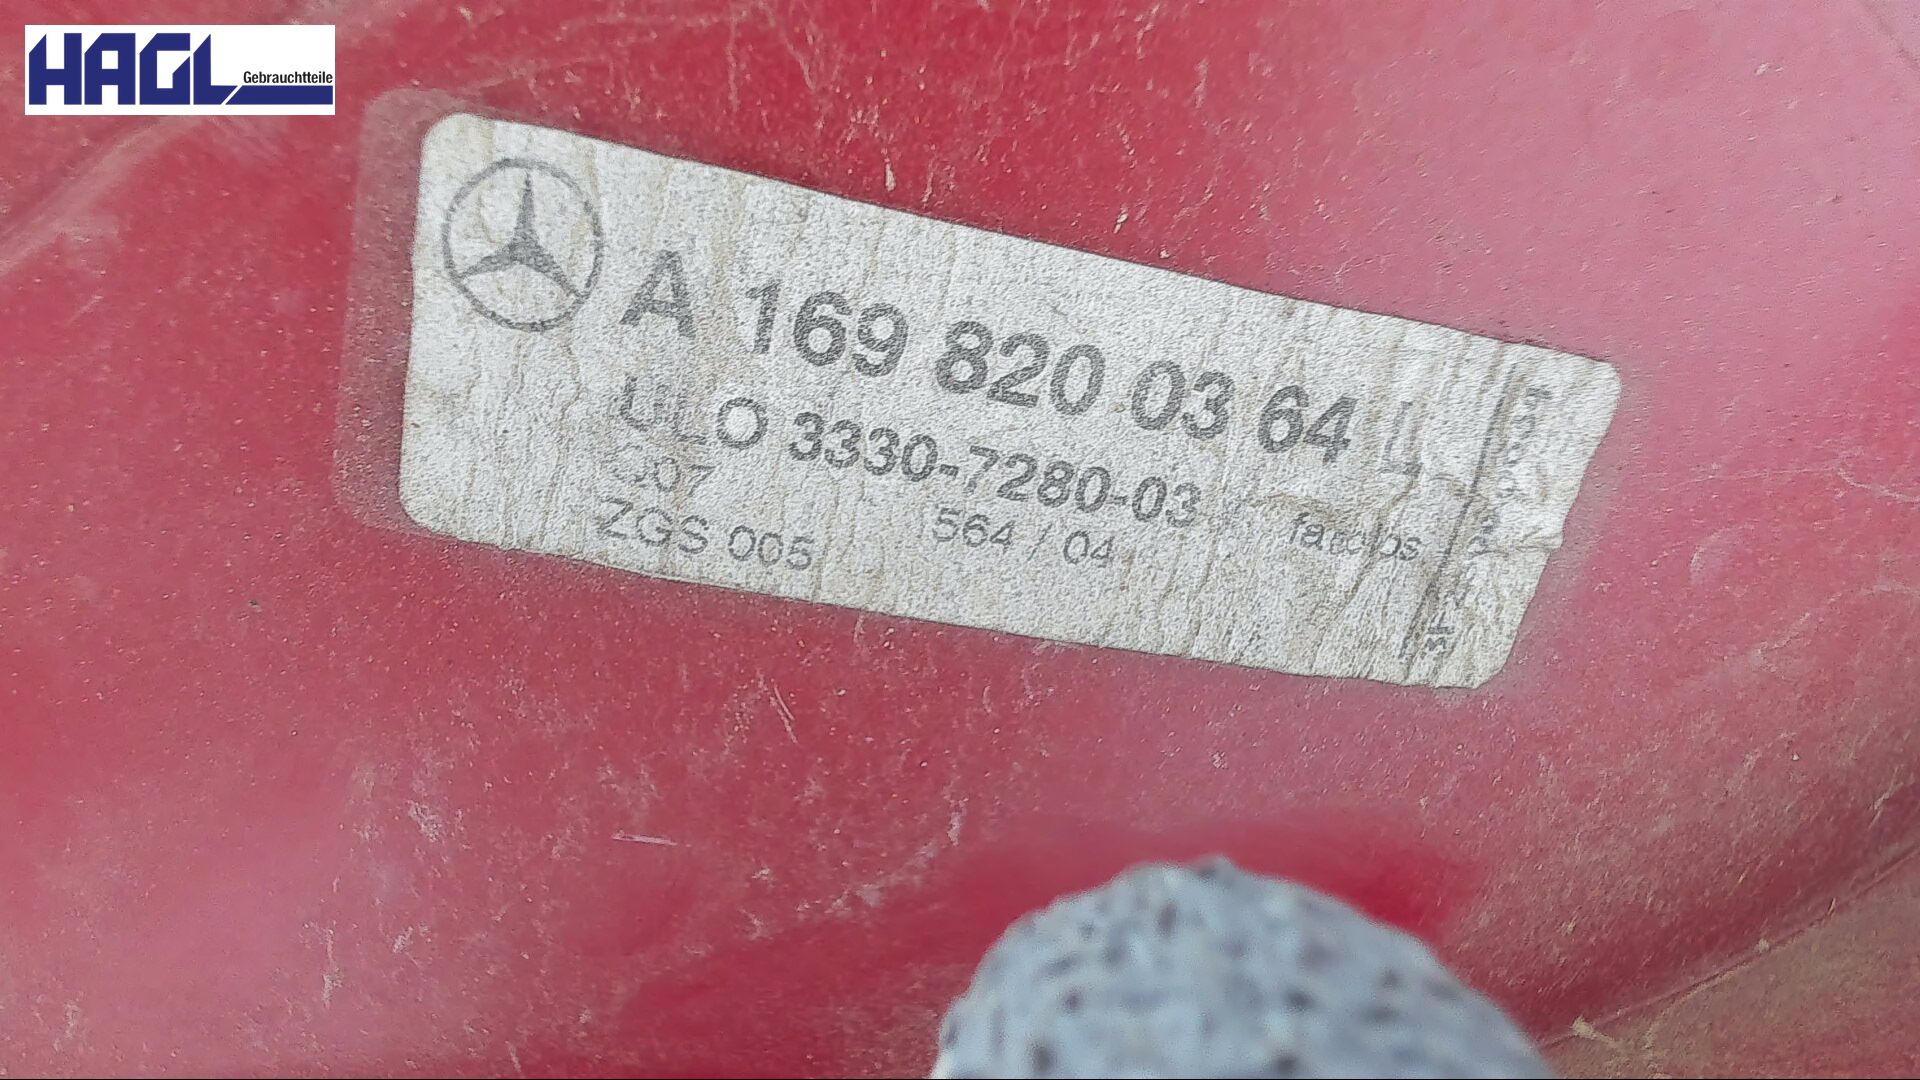 HAGL Gebrauchtteile
A 169 820 03 64 L
ULO 3330-7280-03
007
ZGS 005 564 / 04